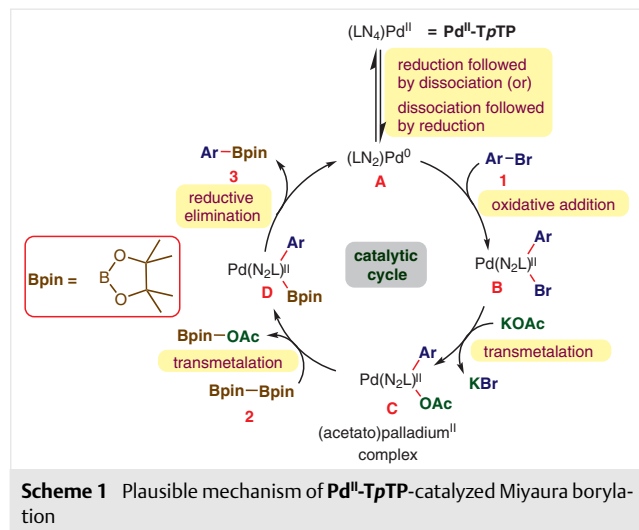 (LN₄)Pdᴵᴵ = Pdᴵᴵ-TpTP
reduction followed
by dissociation (or)
dissociation followed
by reduction
(LN₂)Pd⁰
A
Ar–Br
1
oxidative addition
Ar
Pd(N₂L)ᴵᴵ
Br
B
KOAc
transmetalation
KBr
Ar
Pd(N₂L)ᴵᴵ
OAc
C
(acetato)palladiumᴵᴵ
complex
Bpin–OAc
transmetalation
Bpin–Bpin
2
Ar
Pd(N₂L)ᴵᴵ
Bpin
D
Ar–Bpin
3
reductive
elimination
catalytic
cycle
Bpin =
O
B
O
Scheme 1 Plausible mechanism of Pdᴵᴵ-TpTP-catalyzed Miyaura boryla-
tion